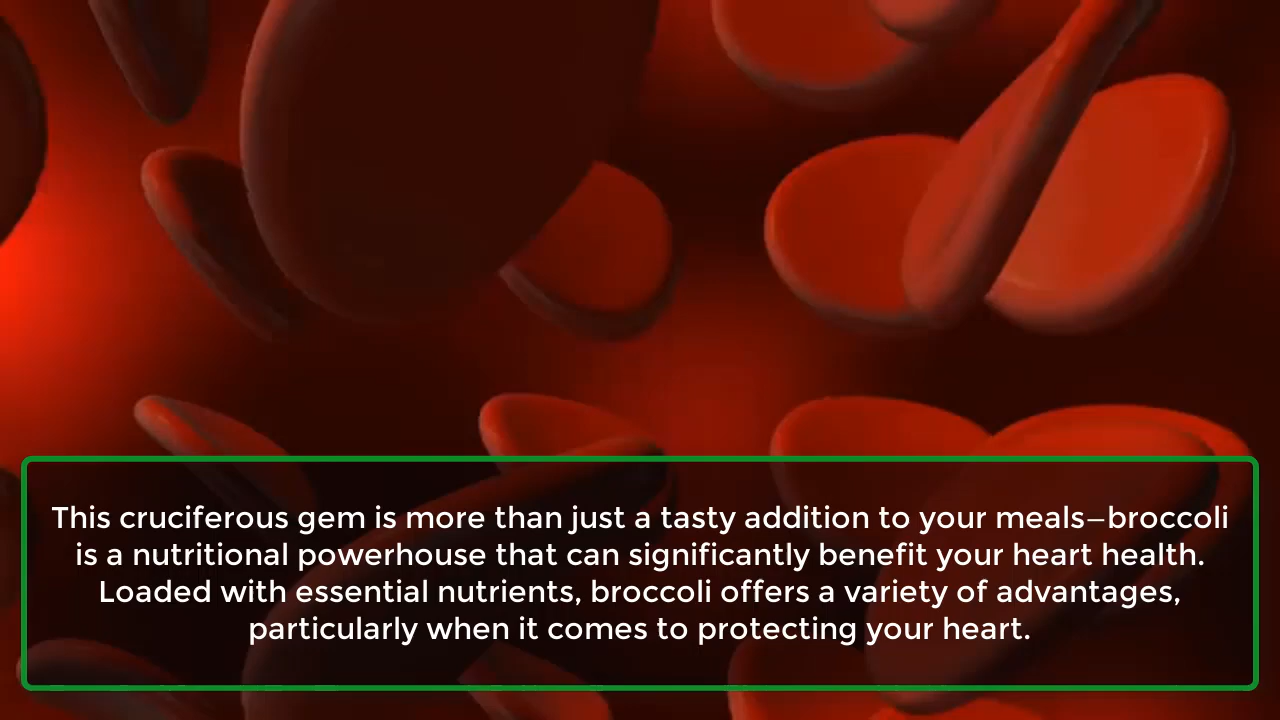 This cruciferous gem is more than just a tasty addition to your meals—broccoli
is a nutritional powerhouse that can significantly benefit your heart health.
Loaded with essential nutrients, broccoli offers a variety of advantages,
particularly when it comes to protecting your heart.